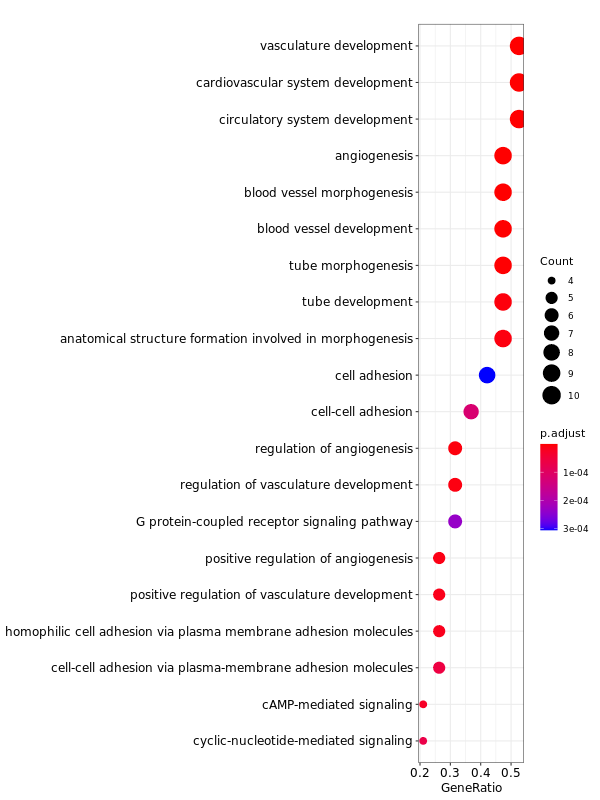 vasculature development
cardiovascular system development
circulatory system development
angiogenesis
blood vessel morphogenesis
blood vessel development
tube morphogenesis
tube development
anatomical structure formation involved in morphogenesis
cell adhesion
cell-cell adhesion
regulation of angiogenesis
regulation of vasculature development
G protein-coupled receptor signaling pathway
positive regulation of angiogenesis
positive regulation of vasculature development
homophilic cell adhesion via plasma membrane adhesion molecules
cell-cell adhesion via plasma-membrane adhesion molecules
cAMP-mediated signaling
cyclic-nucleotide-mediated signaling
0.2 0.3 0.4 0.5
GeneRatio
Count
4
5
6
7
8
9
10
p.adjust
1e-04
2e-04
3e-04